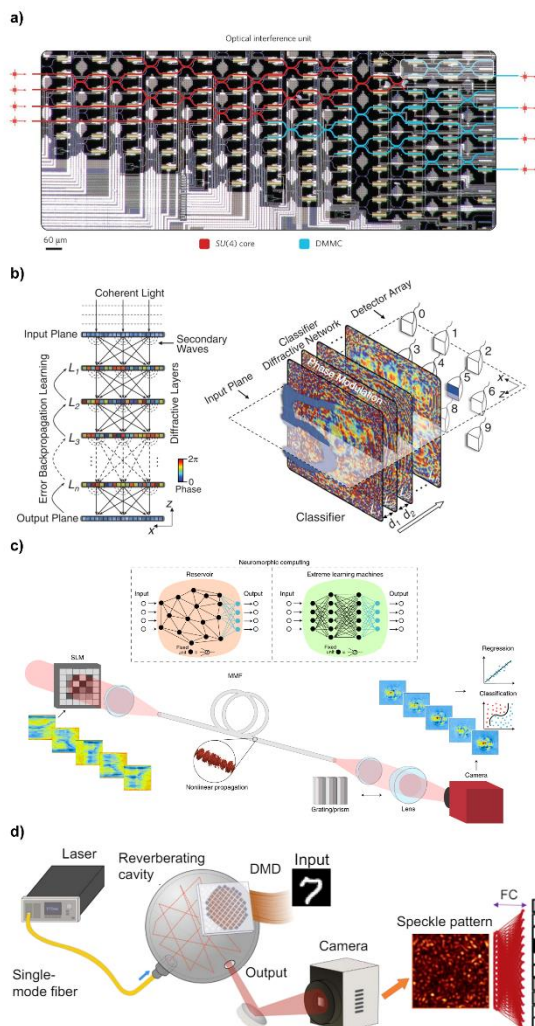 a)
Optical interference unit
60 μm
SU(4) core
DMMC
b)
Coherent Light
Input Plane
Secondary
Waves
Error Backpropagation Learning
L1
L2
L3
Ln
Diffractive Layers
2π
0
Phase
Output Plane
x
z
Input Plane
Classifier
Diffractive Network
Detector Array
Phase Modulation
0
1
2
3
4
5
6
8
9
x
z
d1
d2
Classifier
c)
Neuromorphic computing
Reservoir
Input
Output
Fixed
unit
Extreme learning machines
Input
Output
Fixed
unit
SLM
MMF
Nonlinear propagation
Grating/prism
Lens
Camera
Regression
Classification
d)
Laser
Reverberating
cavity
DMD
Input
Single-
mode fiber
Output
Camera
Speckle pattern
FC